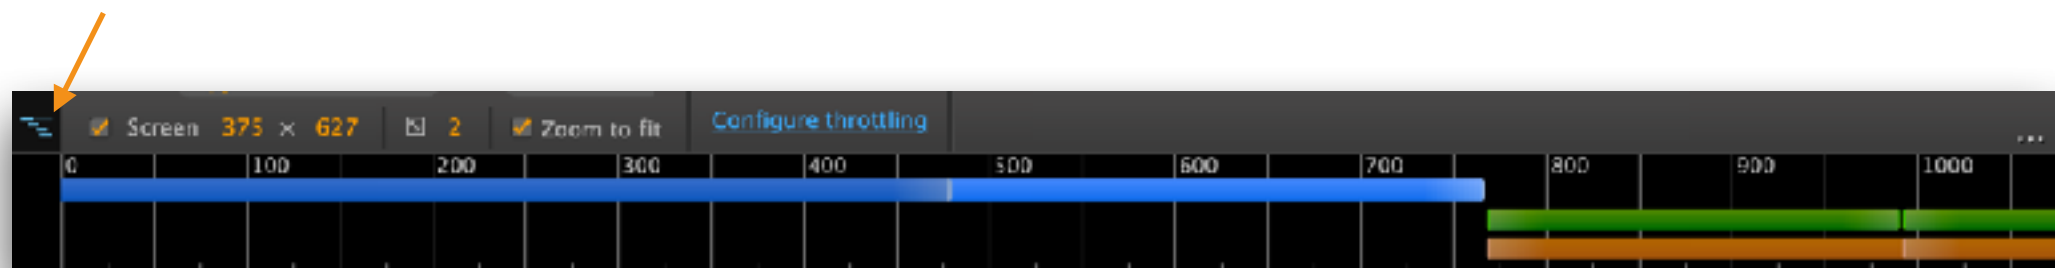 Screen 375 × 627 2 Zoom to fit Configure throttling ...
0 100 200 300 400 500 600 700 800 900 1000